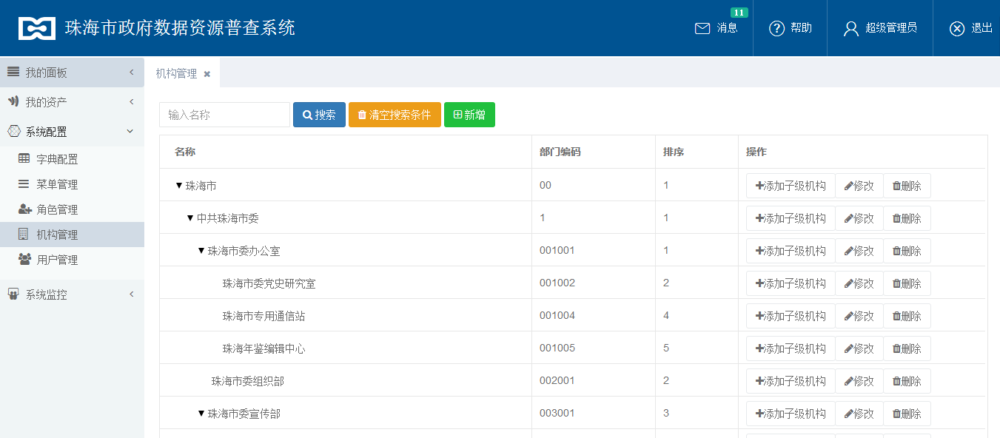 珠海市政府数据资源普查系统
11
消息
帮助
超级管理员
退出
我的面板
我的资产
系统配置
字典配置
菜单管理
角色管理
机构管理
用户管理
系统监控
机构管理
输入名称
搜索
清空搜索条件
新增
名称 部门编码 排序 操作
珠海市 00 1 添加子级机构 修改 删除
中共珠海市委 1 1 添加子级机构 修改 删除
珠海市委办公室 001001 1 添加子级机构 修改 删除
珠海市委党史研究室 001002 2 添加子级机构 修改 删除
珠海市专用通信站 001004 4 添加子级机构 修改 删除
珠海年鉴编辑中心 001005 5 添加子级机构 修改 删除
珠海市委组织部 002001 2 添加子级机构 修改 删除
珠海市委宣传部 003001 3 添加子级机构 修改 删除